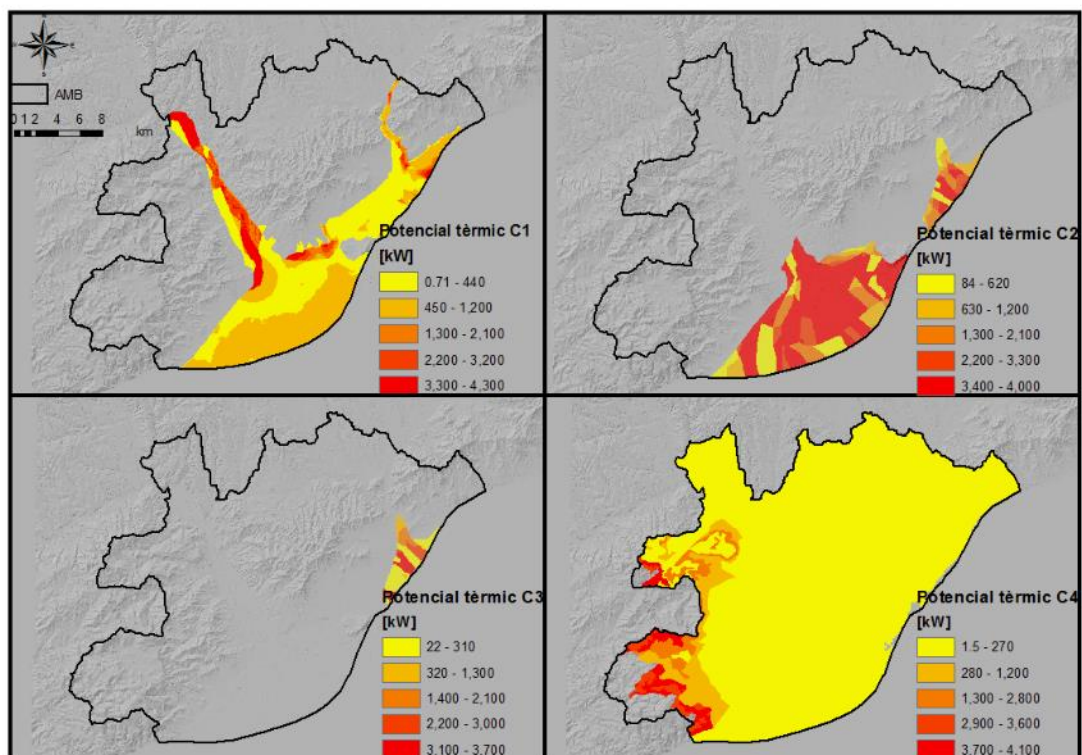 AMB
0 1 2 4 6 8
km
Potencial tèrmic C1
[kW]
0.71 - 440
450 - 1,200
1,300 - 2,100
2,200 - 3,200
3,300 - 4,300
Potencial tèrmic C2
[kW]
84 - 620
630 - 1,200
1,300 - 2,100
2,200 - 3,300
3,400 - 4,000
Potencial tèrmic C3
[kW]
22 - 310
320 - 1,300
1.400 - 2,100
2,200 - 3,000
3,100 - 3,700
Potencial tèrmic C4
[kW]
1.5 - 270
280 - 1,200
1,300 - 2,800
2,900 - 3,600
3,700 - 4,100